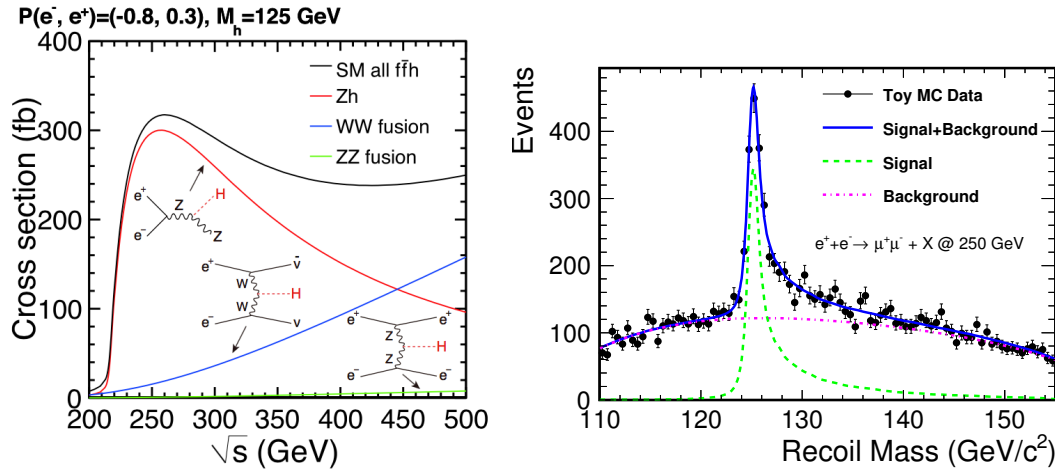 P(e⁻, e⁺)=(-0.8, 0.3), M_h=125 GeV
Cross section (fb)
400
300
200
100
0
SM all ff̄h
Zh
WW fusion
ZZ fusion
e⁺
e⁻
Z
H
Z
e⁺
e⁻
W
W
H
ν̄
ν
e⁺
e⁻
Z
Z
H
e⁺
e⁻
200 250 300 350 400 450 500
√s (GeV)
Events
400
300
200
100
0
Toy MC Data
Signal+Background
Signal
Background
e⁺+e⁻→ μ⁺μ⁻ + X @ 250 GeV
110 120 130 140 150
Recoil Mass (GeV/c²)